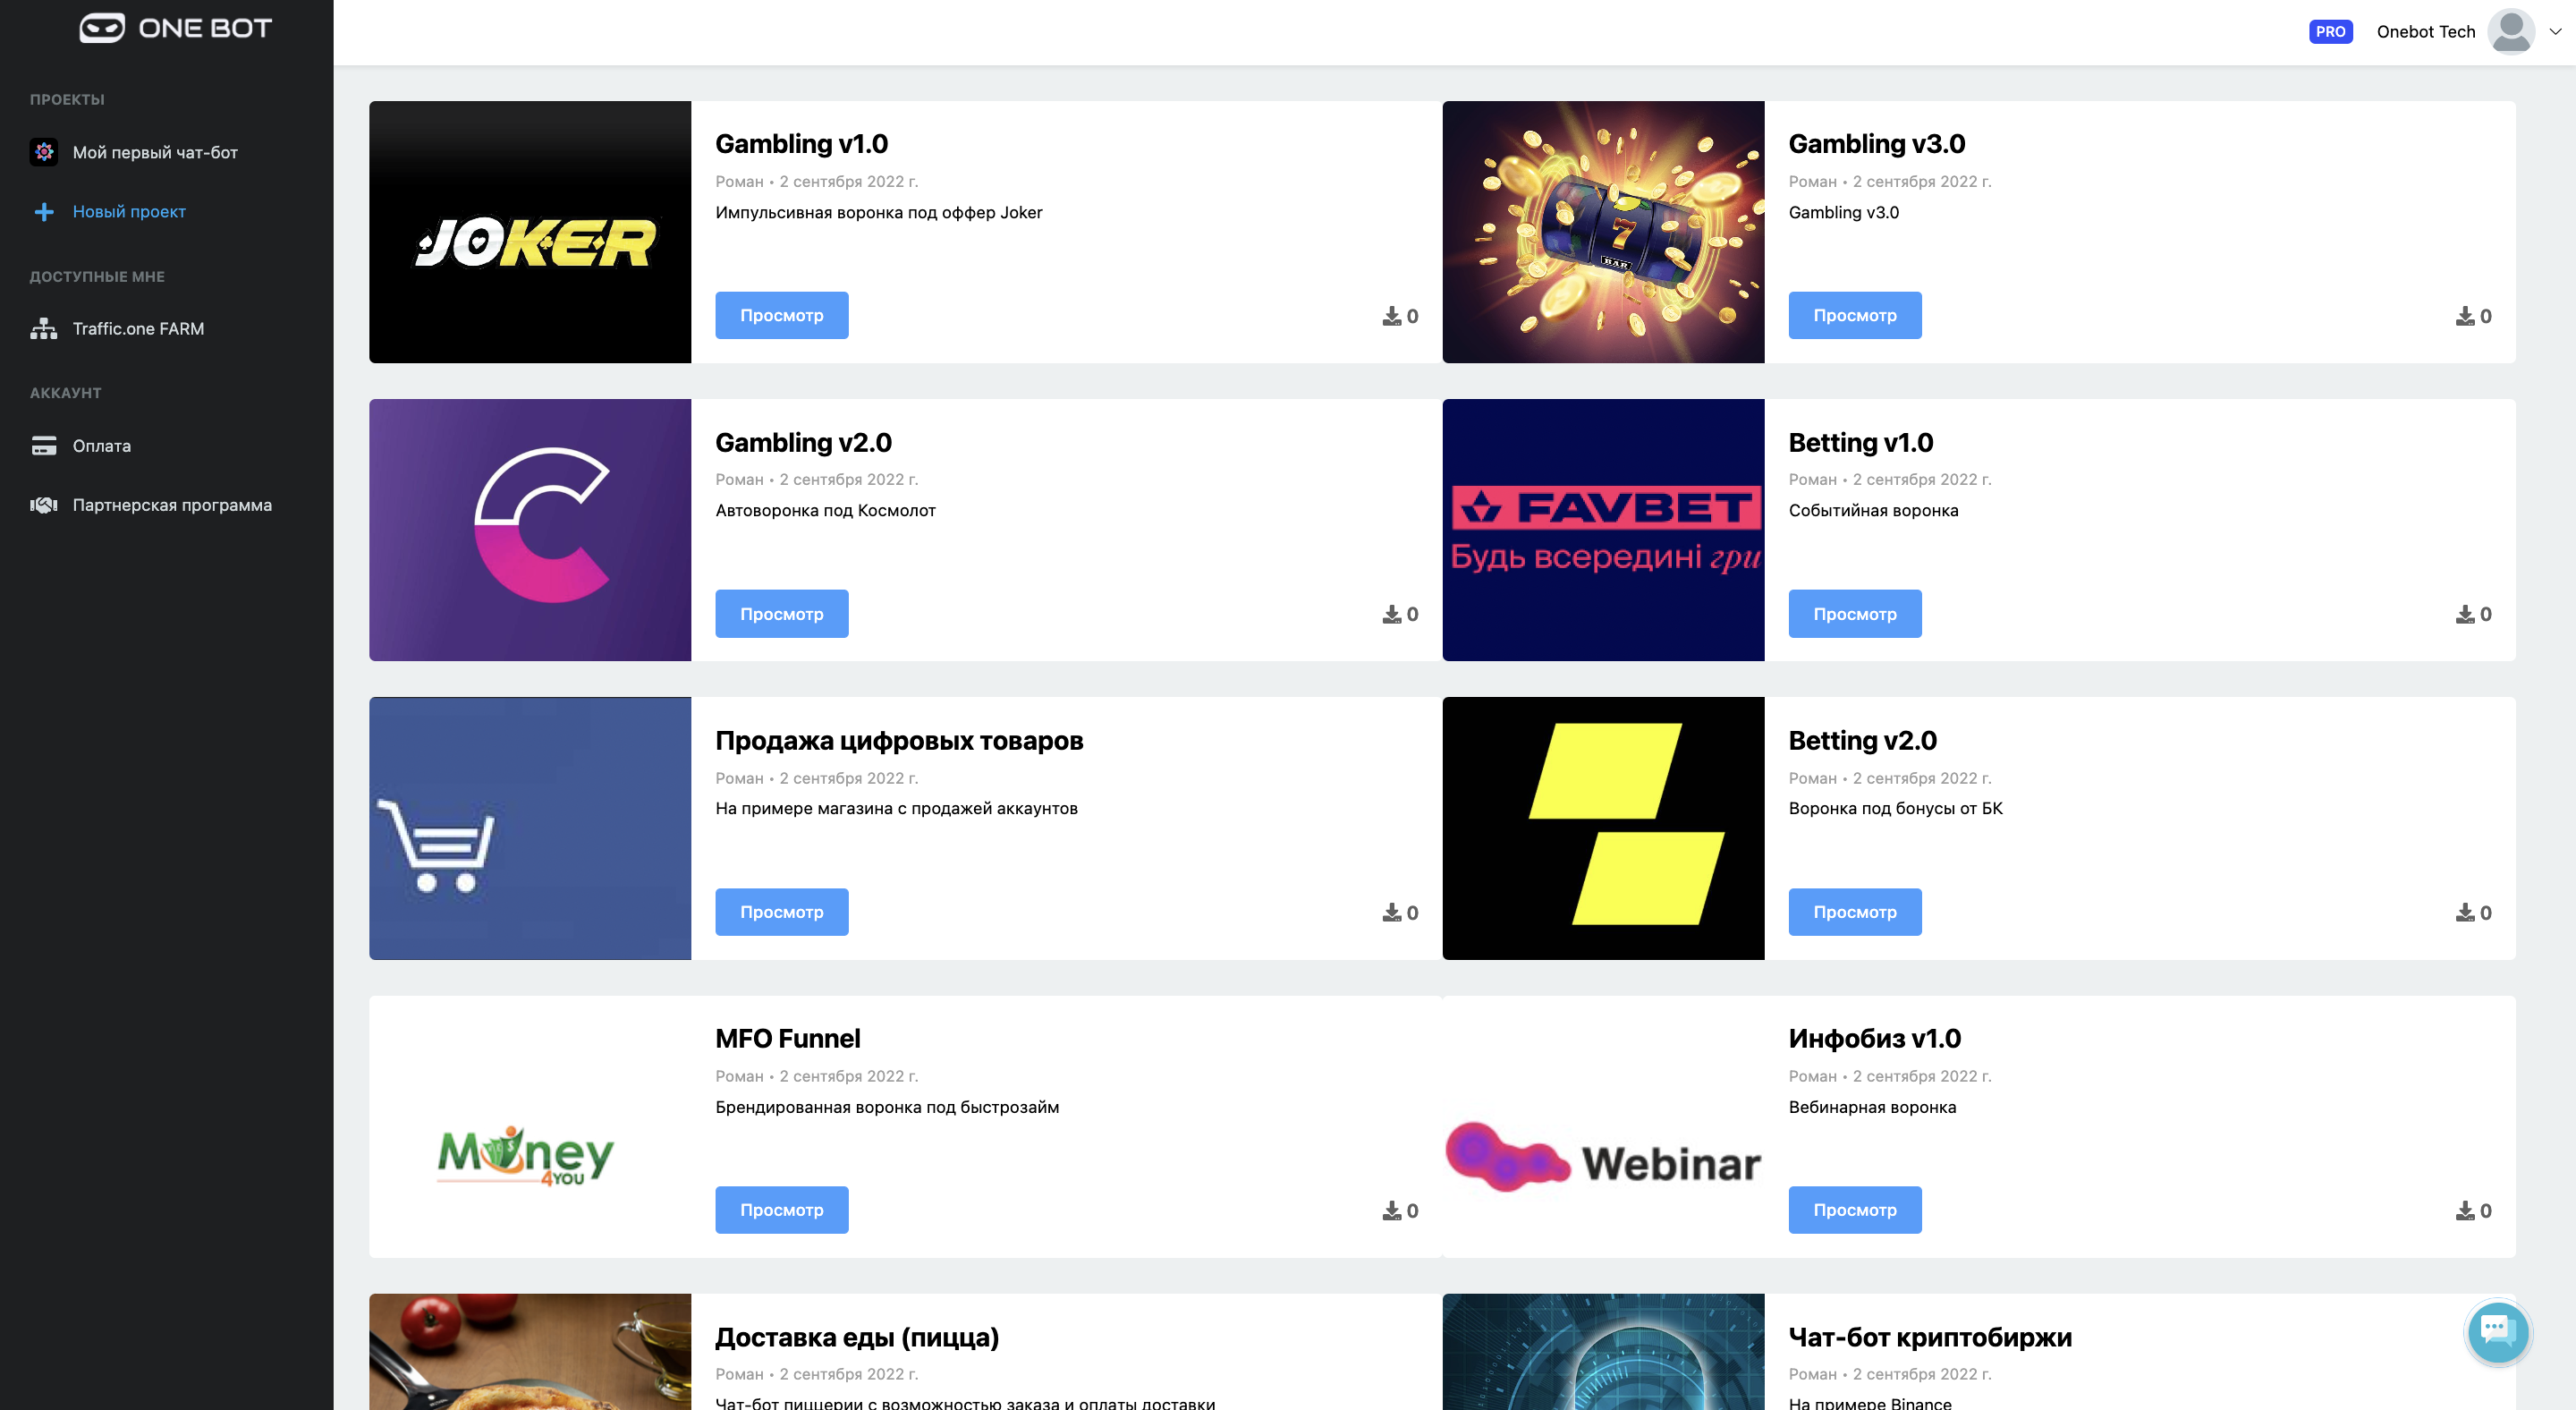 ONE BOT
ПРОЕКТЫ
Мой первый чат-бот
Новый проект
ДОСТУПНЫЕ МНЕ
Traffic.one FARM
АККАУНТ
Оплата
Партнерская программа
PRO
Onebot Tech
JOKER
Gambling v1.0
Роман • 2 сентября 2022 г.
Импульсивная воронка под оффер Joker
Просмотр
0
7
BAR
Gambling v3.0
Роман • 2 сентября 2022 г.
Gambling v3.0
Просмотр
0
Gambling v2.0
Роман • 2 сентября 2022 г.
Автоворонка под Космолот
Просмотр
0
FAVBET
Будь всередині гри
Betting v1.0
Роман • 2 сентября 2022 г.
Событийная воронка
Просмотр
0
Продажа цифровых товаров
Роман • 2 сентября 2022 г.
На примере магазина с продажей аккаунтов
Просмотр
0
Betting v2.0
Роман • 2 сентября 2022 г.
Воронка под бонусы от БК
Просмотр
0
Money
4YOU
MFO Funnel
Роман • 2 сентября 2022 г.
Брендированная воронка под быстрозайм
Просмотр
0
Webinar
Инфобиз v1.0
Роман • 2 сентября 2022 г.
Вебинарная воронка
Просмотр
0
Доставка еды (пицца)
Роман • 2 сентября 2022 г.
Чат-бот пиццерии с возможностью заказа и оплаты доставки
Чат-бот криптобиржи
Роман • 2 сентября 2022 г.
На примере Binance